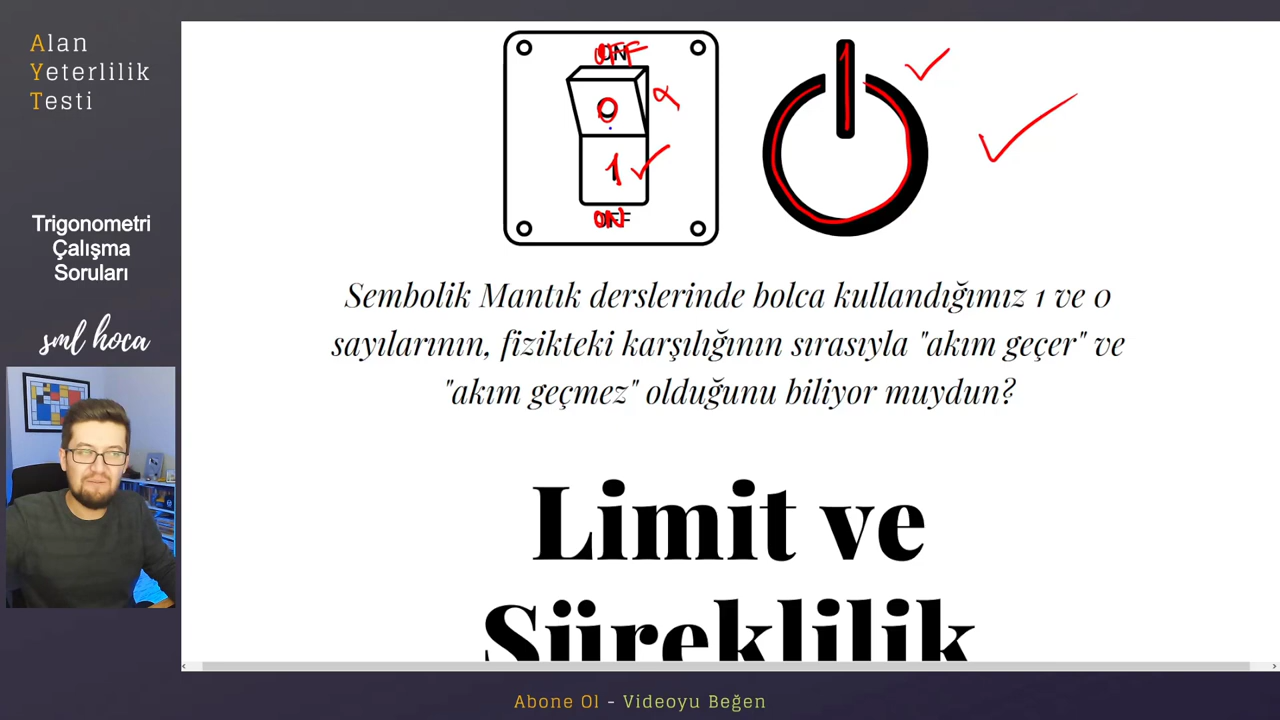 Alan
Yeterlilik
Testi
Trigonometri
Çalışma
Soruları
sml hoca
OFF
0
1
ON
Sembolik Mantık derslerinde bolca kullandığımız 1 ve 0
sayılarının, fizikteki karşılığının sırasıyla "akım geçer" ve
"akım geçmez" olduğunu biliyor muydun?
Limit ve
Süreklilik
Abone Ol - Videoyu Beğen